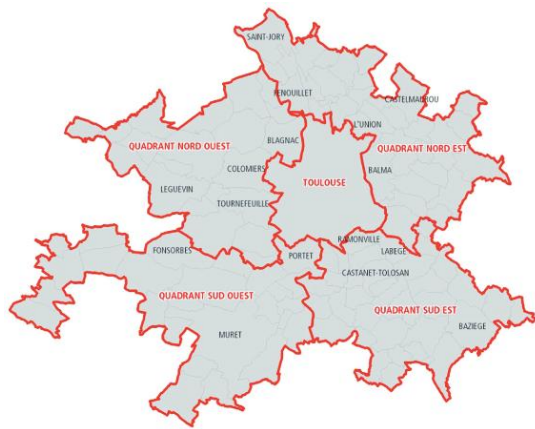 SAINT-JORY
FENOUILLET
CASTELMAUROU
L'UNION
BLAGNAC
QUADRANT NORD OUEST
QUADRANT NORD EST
COLOMIERS
BALMA
TOULOUSE
LEGUEVIN
TOURNEFEUILLE
RAMONVILLE
FONSORBES
PORTET
LABEGE
CASTANET-TOLOSAN
QUADRANT SUD OUEST
QUADRANT SUD EST
BAZIEGE
MURET